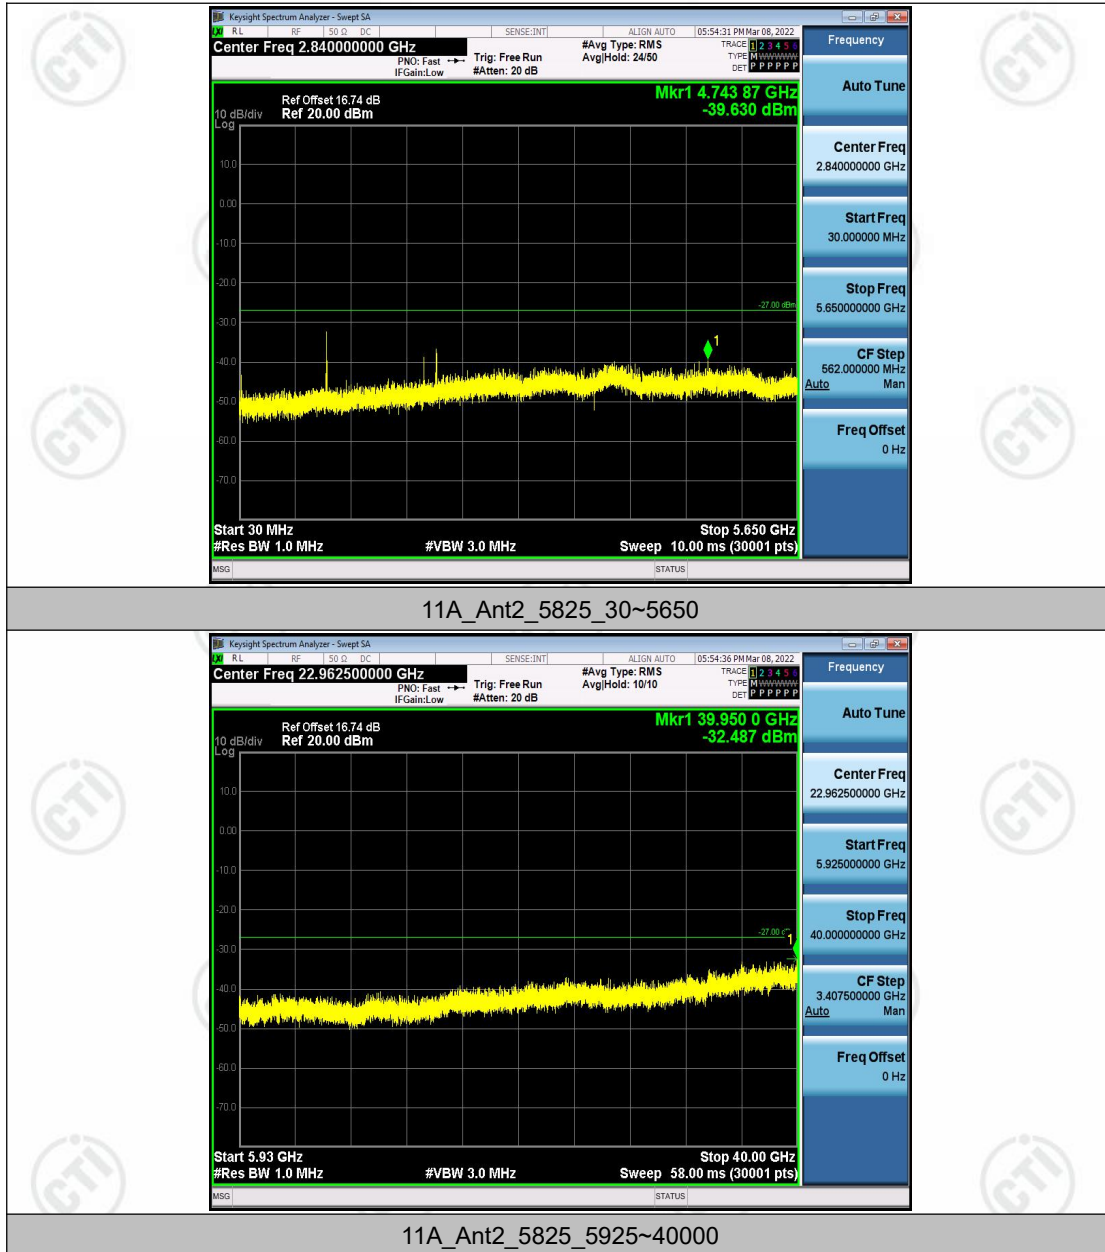 Keysight Spectrum Analyzer - Swept SA
RL RF 50 Ω DC SENSE:INT ALIGN AUTO 05:54:31 PM Mar 08, 2022
Center Freq 2.840000000 GHz
PNO: Fast
IFGain:Low
Trig: Free Run
#Atten: 20 dB
#Avg Type: RMS
Avg|Hold: 24/50
TRACE 1 2 3 4 5 6
TYPE M WWWWW
DET P P P P P P
Frequency
Mkr1 4.743 87 GHz
-39.630 dBm
Ref Offset 16.74 dB
10 dB/div Ref 20.00 dBm
Log
10.0
0.00
-10.0
-20.0
-27.00 dBm
-30.0
1
-40.0
-50.0
-60.0
-70.0
Start 30 MHz
Stop 5.650 GHz
#Res BW 1.0 MHz
#VBW 3.0 MHz
Sweep 10.00 ms (30001 pts)
MSG
STATUS
Auto Tune
Center Freq
2.840000000 GHz
Start Freq
30.000000 MHz
Stop Freq
5.650000000 GHz
CF Step
562.000000 MHz
Auto Man
Freq Offset
0 Hz
11A_Ant2_5825_30~5650
Keysight Spectrum Analyzer - Swept SA
RL RF 50 Ω DC SENSE:INT ALIGN AUTO 05:54:36 PM Mar 08, 2022
Center Freq 22.962500000 GHz
PNO: Fast
IFGain:Low
Trig: Free Run
#Atten: 20 dB
#Avg Type: RMS
Avg|Hold: 10/10
TRACE 1 2 3 4 5 6
TYPE M WWWWW
DET P P P P P P
Frequency
Mkr1 39.950 0 GHz
-32.487 dBm
Ref Offset 16.74 dB
10 dB/div Ref 20.00 dBm
Log
10.0
0.00
-10.0
-20.0
-27.00
1
-30.0
-40.0
-50.0
-60.0
-70.0
Start 5.93 GHz
Stop 40.00 GHz
#Res BW 1.0 MHz
#VBW 3.0 MHz
Sweep 58.00 ms (30001 pts)
MSG
STATUS
Auto Tune
Center Freq
22.962500000 GHz
Start Freq
5.925000000 GHz
Stop Freq
40.000000000 GHz
CF Step
3.407500000 GHz
Auto Man
Freq Offset
0 Hz
11A_Ant2_5825_5925~40000
CTI
CTI
CTI
CTI
CTI
CTI
CTI
CTI